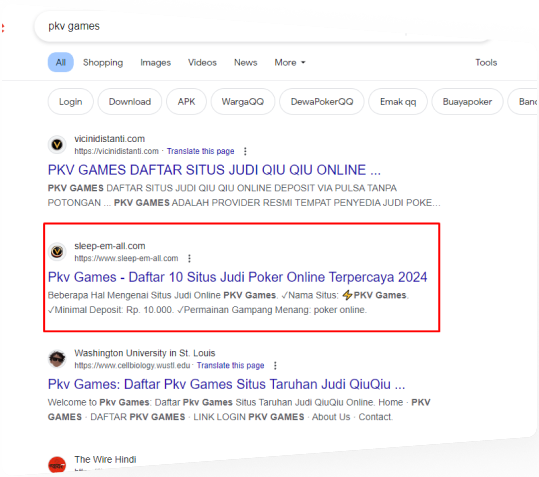 pkv games
All Shopping Images Videos News More Tools
Login Download APK WargaQQ DewaPokerQQ Emak qq Buayapoker
vicinidistanti.com
https://vicinidistanti.com · Translate this page
PKV GAMES DAFTAR SITUS JUDI QIU QIU ONLINE ...
PKV GAMES DAFTAR SITUS JUDI QIU QIU ONLINE DEPOSIT VIA PULSA TANPA
POTONGAN ... PKV GAMES ADALAH PROVIDER RESMI TEMPAT PENYEDIA JUDI POKE...
sleep-em-all.com
https://www.sleep-em-all.com
Pkv Games - Daftar 10 Situs Judi Poker Online Terpercaya 2024
Beberapa Hal Mengenai Situs Judi Online PKV Games. ✓Nama Situs: ⚡PKV Games.
✓Minimal Deposit: Rp. 10.000. ✓Permainan Gampang Menang: poker online.
Washington University in St. Louis
https://www.cellbiology.wustl.edu · Translate this page
Pkv Games: Daftar Pkv Games Situs Taruhan Judi QiuQiu ...
Welcome to Pkv Games: Daftar Pkv Games Situs Taruhan Judi QiuQiu Online. Home · PKV
GAMES · DAFTAR PKV GAMES · LINK LOGIN PKV GAMES · About Us · Contact.
The Wire Hindi